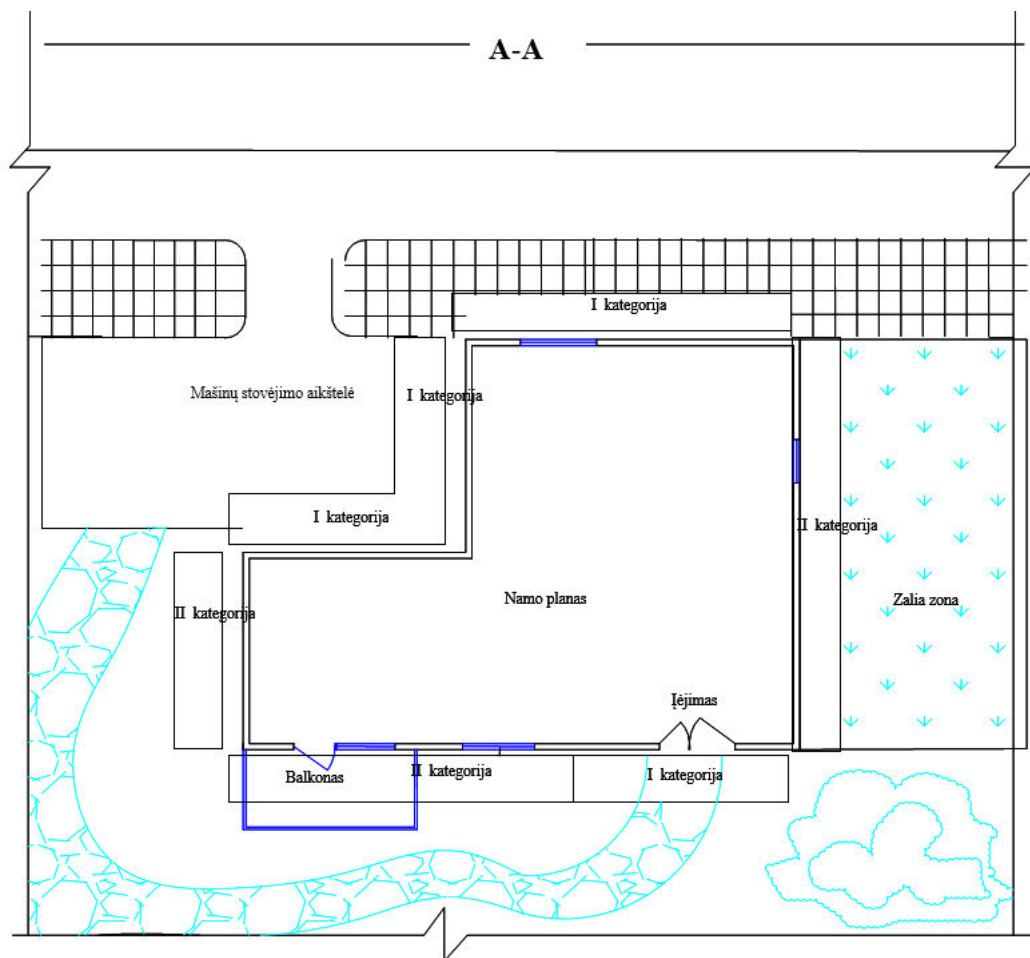 A-A
I kategorija
Mašinų stovėjimo aikštelė
I kategorija
I kategorija
II kategorija
II kategorija
Namo planas
Zalia zona
Įėjimas
Balkonas
II kategorija
I kategorija